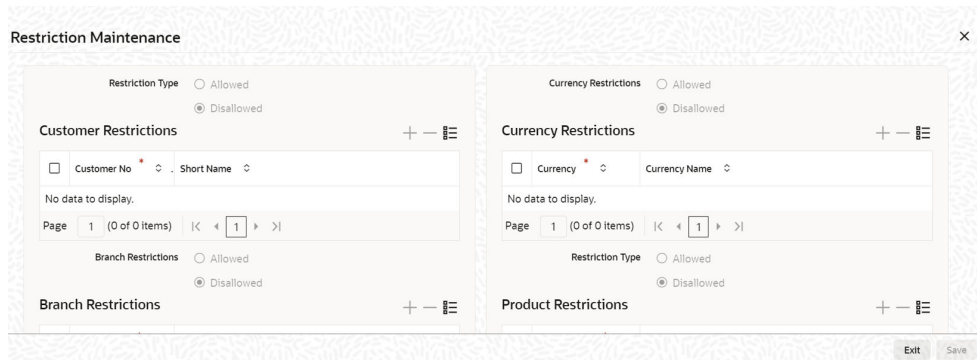 Restriction Maintenance
Restriction Type Allowed
Disallowed
Customer Restrictions
Customer No * . Short Name
No data to display.
Page 1 (0 of 0 items) 1
Branch Restrictions Allowed
Disallowed
Branch Restrictions
Currency Restrictions Allowed
Disallowed
Currency Restrictions
Currency * Currency Name
No data to display.
Page 1 (0 of 0 items) 1
Restriction Type Allowed
Disallowed
Product Restrictions
Exit Save